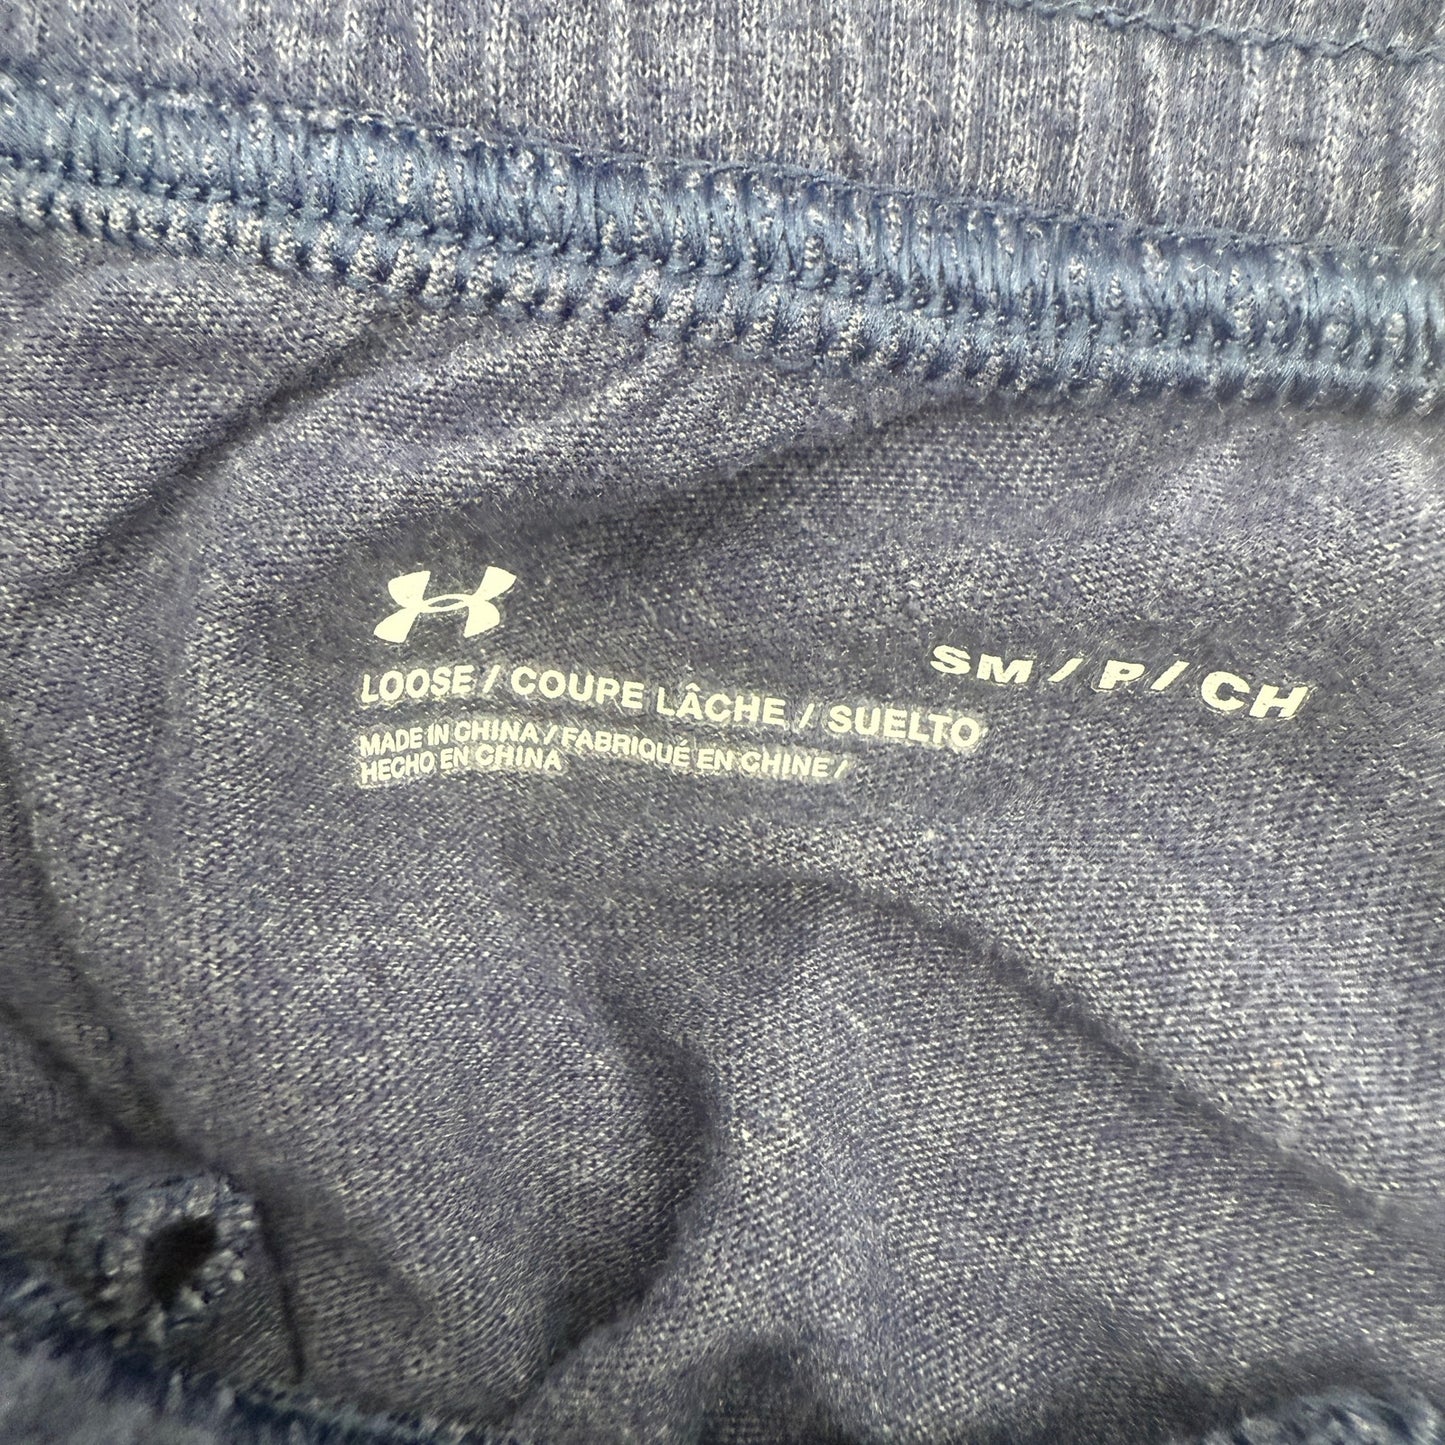 LOOSE / COUPE LÂCHE / SUELTO
MADE IN CHINA / FABRIQUÉ EN CHINE /
HECHO EN CHINA
SM / P / CH